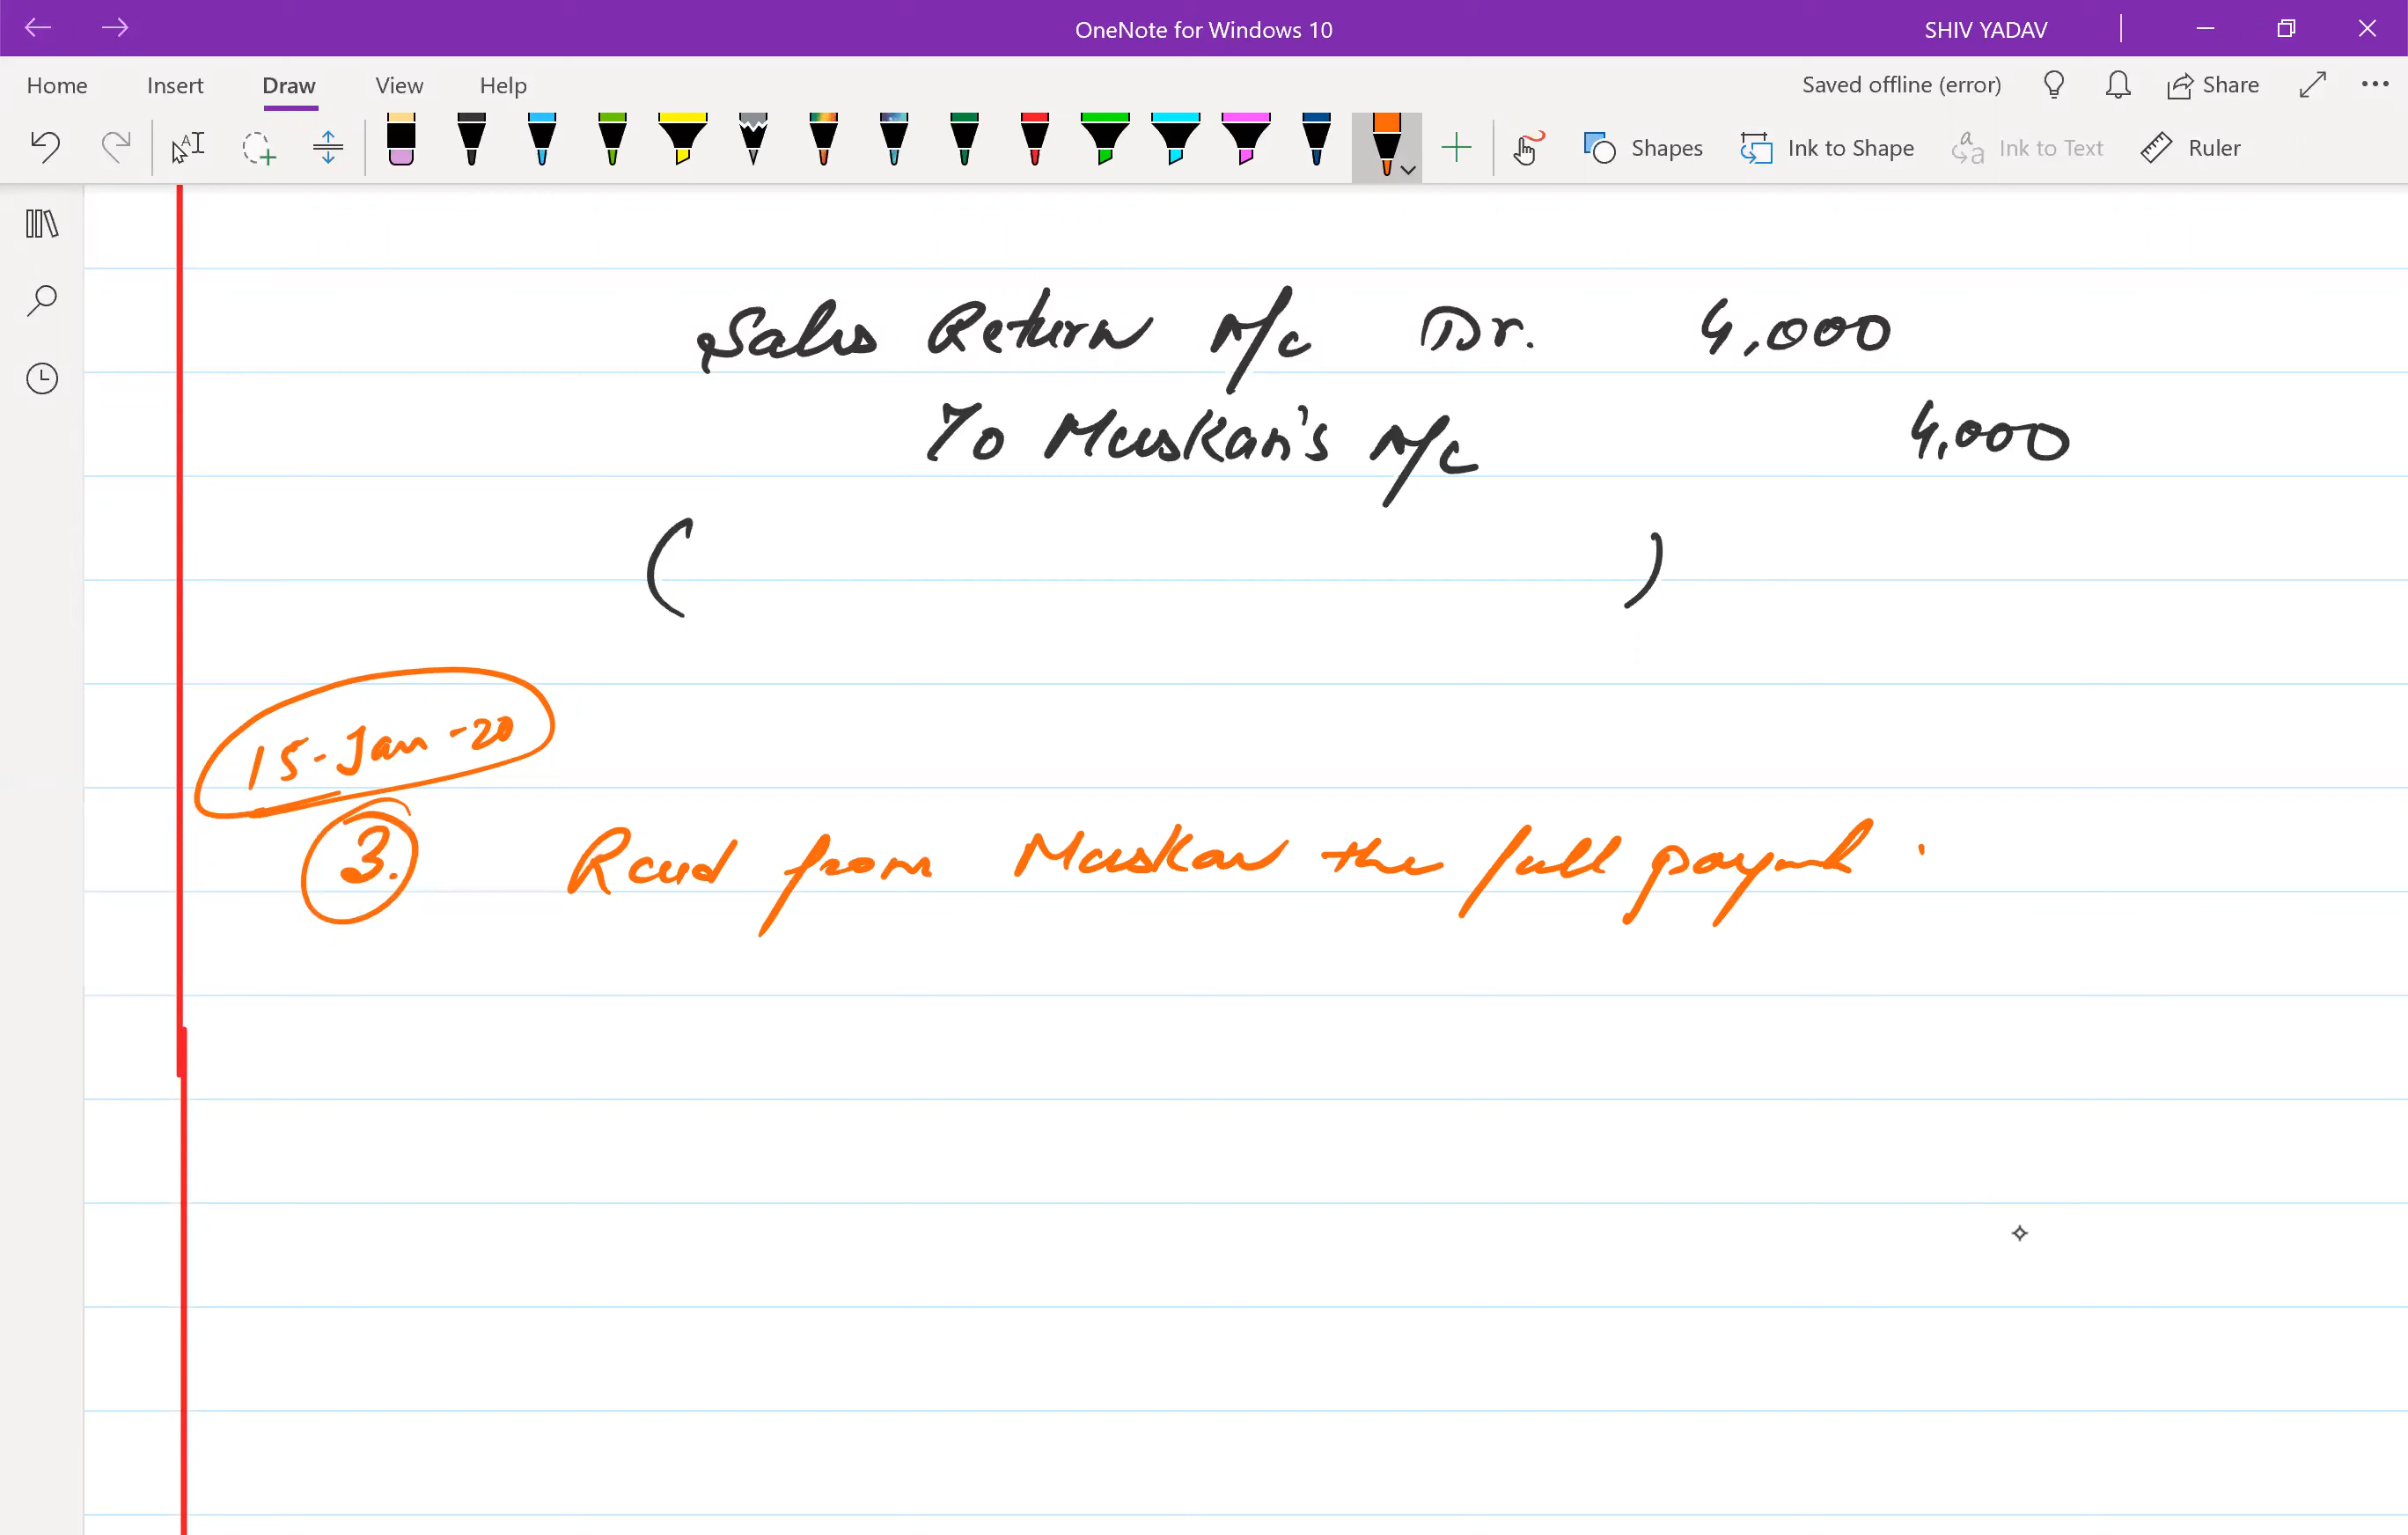 OneNote for Windows 10 SHIV YADAV
Home Insert Draw View Help Saved offline (error) Share
Shapes Ink to Shape Ink to Text Ruler
Sales Return A/c Dr. 4,000
To Muskan's A/c 4,000
( )
15-Jan-20
3. Recd from Muskan the full payment.